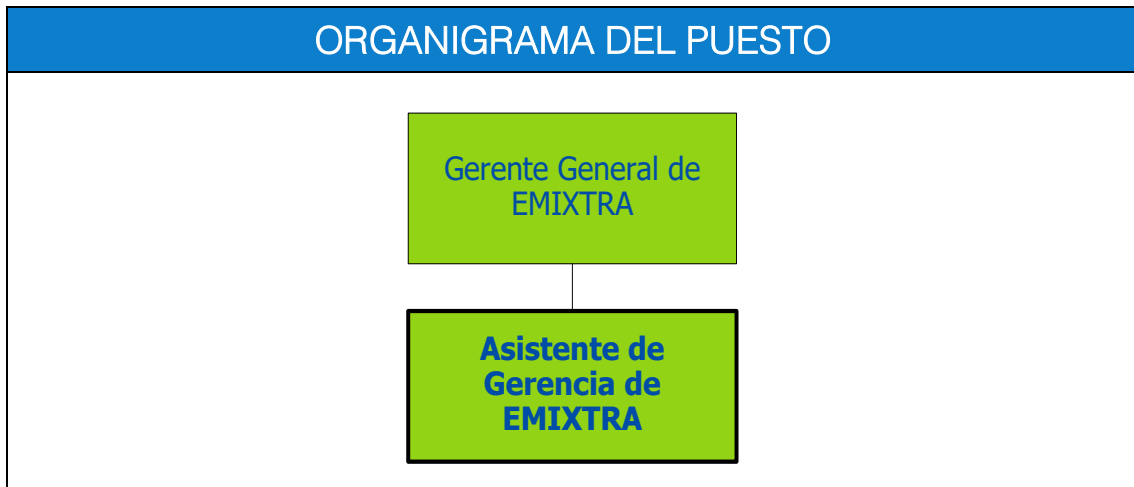 ORGANIGRAMA DEL PUESTO
Gerente General de
EMIXTRA
Asistente de
Gerencia de
EMIXTRA